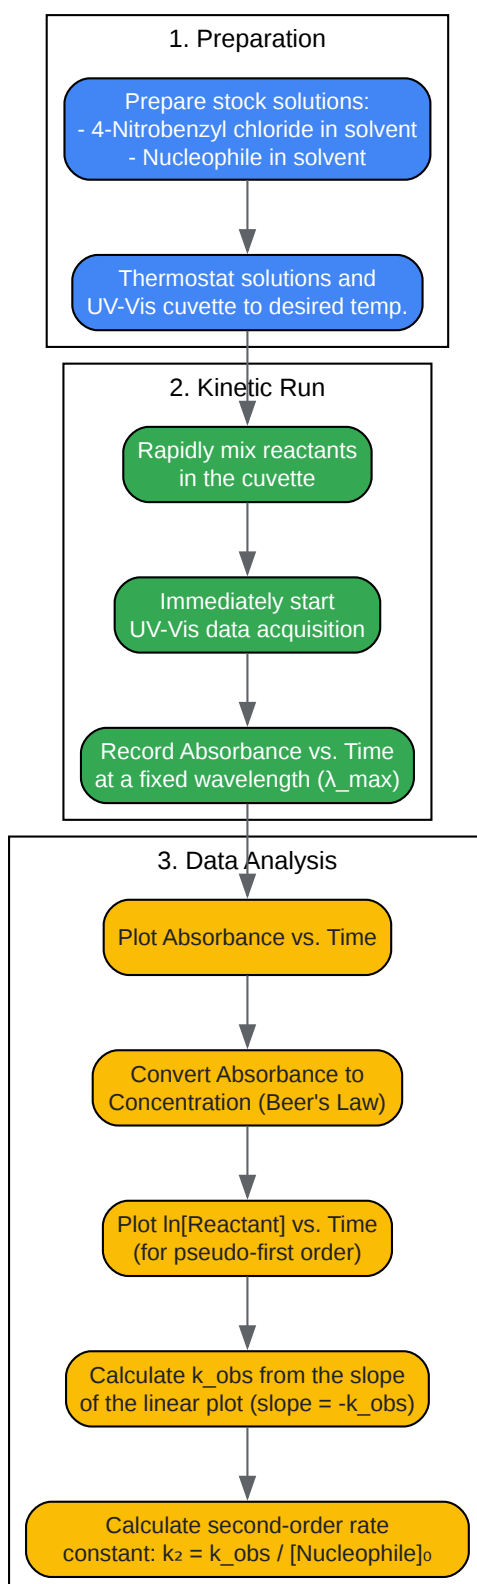 1. Preparation
Prepare stock solutions:
- 4-Nitrobenzyl chloride in solvent
- Nucleophile in solvent
Thermostat solutions and
UV-Vis cuvette to desired temp.
2. Kinetic Run
Rapidly mix reactants
in the cuvette
Immediately start
UV-Vis data acquisition
Record Absorbance vs. Time
at a fixed wavelength (λ_max)
3. Data Analysis
Plot Absorbance vs. Time
Convert Absorbance to
Concentration (Beer's Law)
Plot ln[Reactant] vs. Time
(for pseudo-first order)
Calculate k_obs from the slope
of the linear plot (slope = -k_obs)
Calculate second-order rate
constant: k₂ = k_obs / [Nucleophile]₀